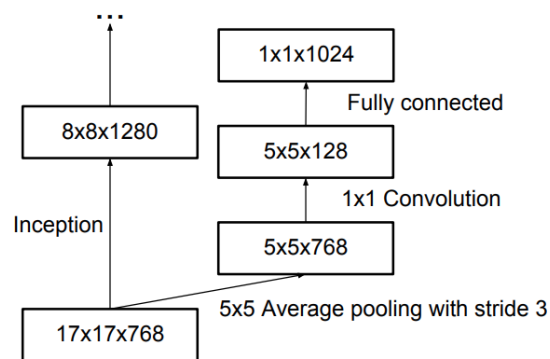 ...
1x1x1024
Fully connected
8x8x1280
5x5x128
1x1 Convolution
Inception
5x5x768
5x5 Average pooling with stride 3
17x17x768